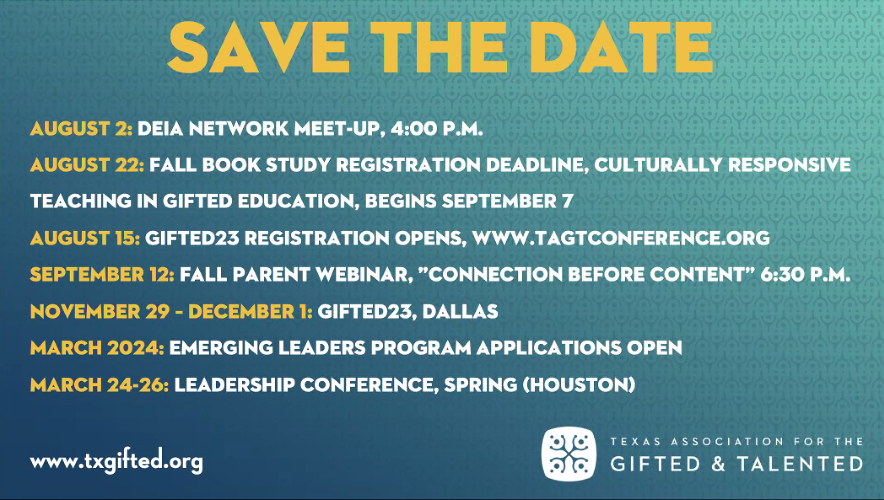 SAVE THE DATE
AUGUST 2: DEIA NETWORK MEET-UP, 4:00 P.M.
AUGUST 22: FALL BOOK STUDY REGISTRATION DEADLINE, CULTURALLY RESPONSIVE
TEACHING IN GIFTED EDUCATION, BEGINS SEPTEMBER 7
AUGUST 15: GIFTED23 REGISTRATION OPENS, WWW.TAGTCONFERENCE.ORG
SEPTEMBER 12: FALL PARENT WEBINAR, ”CONNECTION BEFORE CONTENT” 6:30 P.M.
NOVEMBER 29 - DECEMBER 1: GIFTED23, DALLAS
MARCH 2024: EMERGING LEADERS PROGRAM APPLICATIONS OPEN
MARCH 24-26: LEADERSHIP CONFERENCE, SPRING (HOUSTON)
www.txgifted.org
TEXAS ASSOCIATION FOR THE
GIFTED & TALENTED